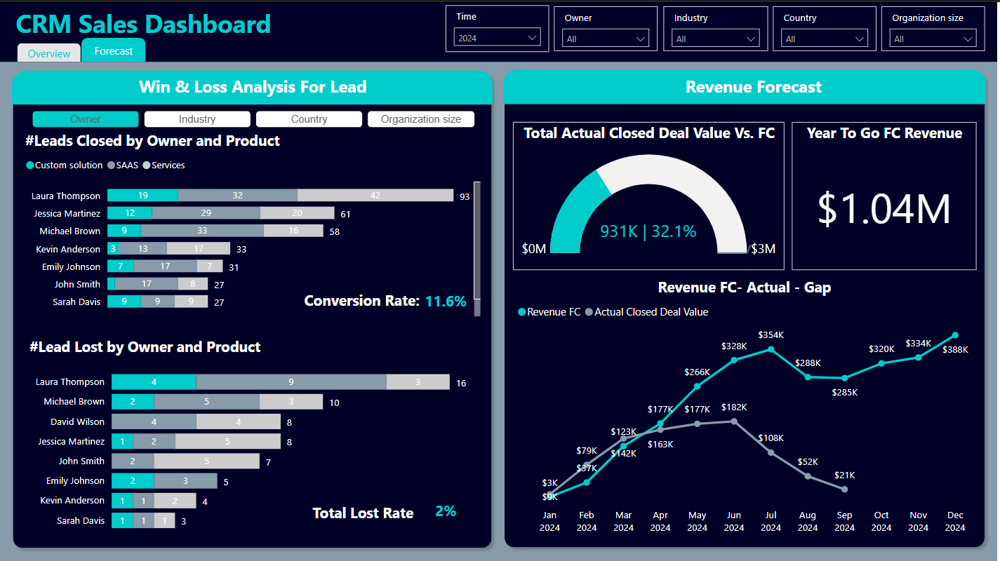 CRM Sales Dashboard
Overview
Forecast
Time
2024
Owner
All
Industry
All
Country
All
Organization size
All
Win & Loss Analysis For Lead
Owner
Industry
Country
Organization size
#Leads Closed by Owner and Product
Custom solution SAAS Services
Laura Thompson 19 32 42 93
Jessica Martinez 12 29 20 61
Michael Brown 9 33 16 58
Kevin Anderson 3 13 17 33
Emily Johnson 7 17 7 31
John Smith 17 8 27
Sarah Davis 9 9 9 27
Conversion Rate: 11.6%
#Lead Lost by Owner and Product
Laura Thompson 4 9 3 16
Michael Brown 2 5 3 10
David Wilson 4 4 8
Jessica Martinez 1 2 5 8
John Smith 2 5 7
Emily Johnson 2 3 5
Kevin Anderson 1 1 2 4
Sarah Davis 1 1 1 3
Total Lost Rate 2%
Revenue Forecast
Total Actual Closed Deal Value Vs. FC
931K | 32.1%
$0M
$3M
Year To Go FC Revenue
$1.04M
Revenue FC- Actual - Gap
Revenue FC Actual Closed Deal Value
$3K
$9K
$79K
$37K
$123K
$142K
$177K
$163K
$266K
$177K
$328K
$182K
$354K
$108K
$288K
$52K
$285K
$21K
$320K
$334K
$388K
Jan Feb Mar Apr May Jun Jul Aug Sep Oct Nov Dec
2024 2024 2024 2024 2024 2024 2024 2024 2024 2024 2024 2024